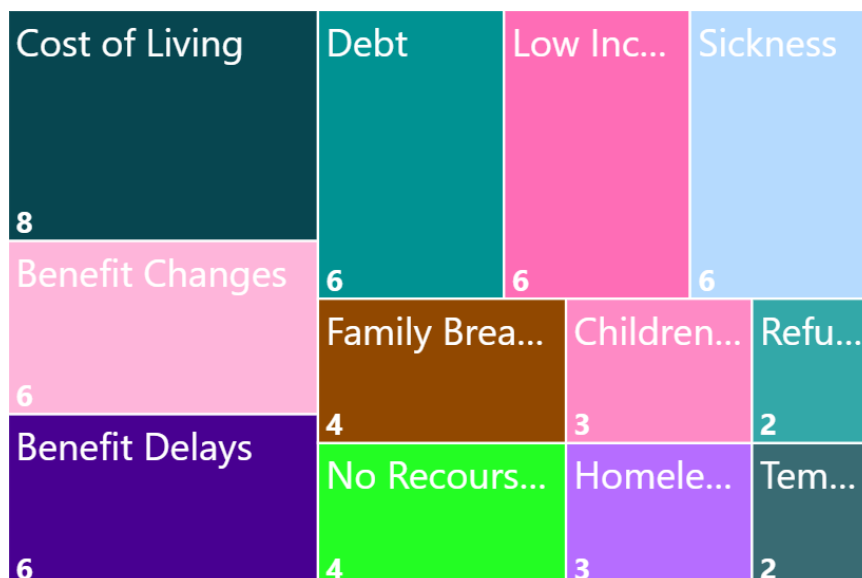 Cost of Living
8
Benefit Changes
6
Benefit Delays
6
Debt
6
Low Inc...
6
Sickness
6
Family Brea...
4
Children...
3
Refu...
2
No Recours...
4
Homele...
3
Tem...
2